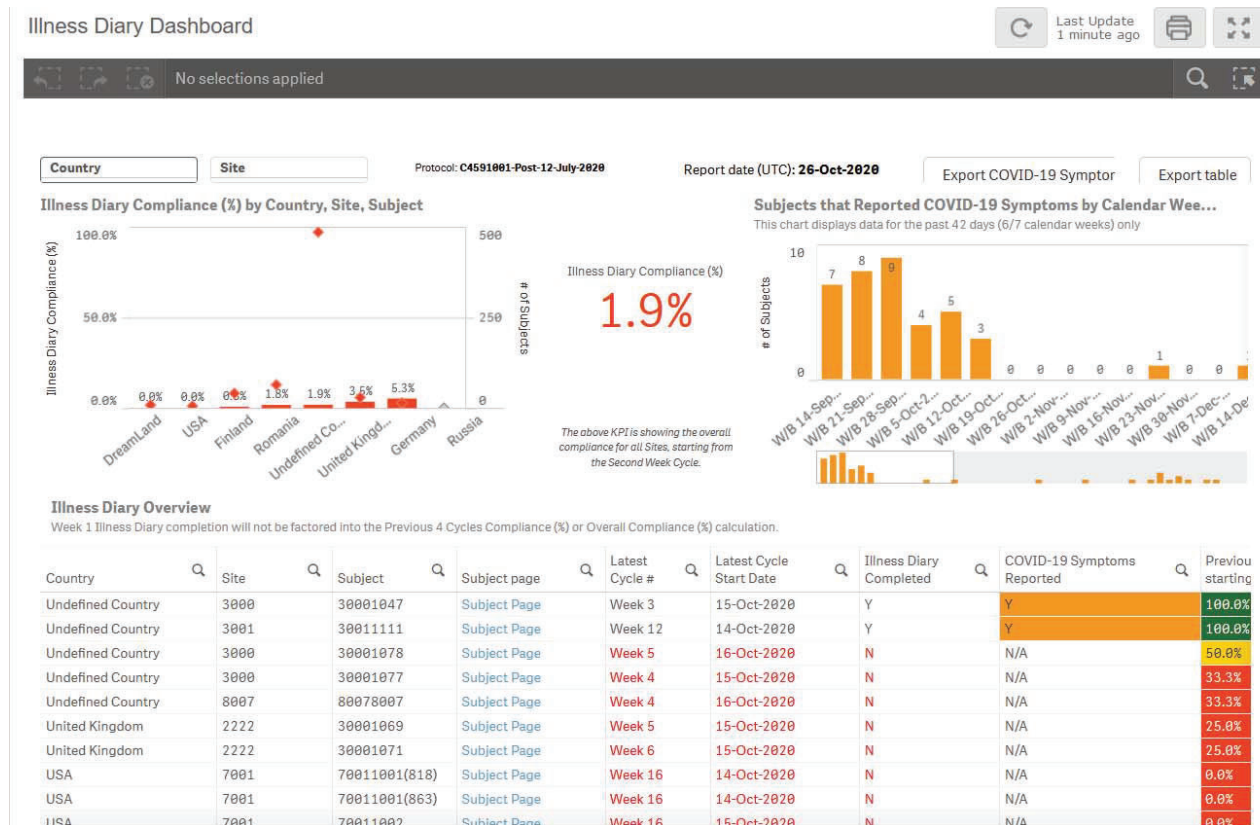 Illness Diary Dashboard
Last Update
1 minute ago
No selections applied
Country
Site
Protocol: C4591001-Post-12-July-2020
Report date (UTC): 26-Oct-2020
Export COVID-19 Symptor
Export table
Illness Diary Compliance (%) by Country, Site, Subject
100.0%
50.0%
0.0%
Illness Diary Compliance (%)
500
250
0
# of Subjects
0.0% 0.0% 0.8% 1.8% 1.9% 3.5% 5.3%
DreamLand USA Finland Romania Undefined Co... United Kingd... Germany Russia
Illness Diary Compliance (%)
1.9%
The above KPI is showing the overall
compliance for all Sites, starting from
the Second Week Cycle.
Subjects that Reported COVID-19 Symptoms by Calendar Wee...
This chart displays data for the past 42 days (6/7 calendar weeks) only
10
0
# of Subjects
7 8 9 4 5 3 0 0 0 0 0 1 0 0
W/B 14-Sep... W/B 21-Sep... W/B 28-Sep... W/B 5-Oct-2... W/B 12-Oct... W/B 19-Oct... W/B 26-Oct... W/B 2-Nov-... W/B 9-Nov-... W/B 16-Nov... W/B 23-Nov... W/B 30-Nov... W/B 7-Dec-... W/B 14-De
Illness Diary Overview
Week 1 Illness Diary completion will not be factored into the Previous 4 Cycles Compliance (%) or Overall Compliance (%) calculation.
Country Site Subject Subject page Latest Cycle # Latest Cycle Start Date Illness Diary Completed COVID-19 Symptoms Reported Previou starting
Undefined Country 3000 30001047 Subject Page Week 3 15-Oct-2020 Y Y 100.0%
Undefined Country 3001 30011111 Subject Page Week 12 14-Oct-2020 Y Y 100.0%
Undefined Country 3000 30001078 Subject Page Week 5 16-Oct-2020 N N/A 50.0%
Undefined Country 3000 30001077 Subject Page Week 4 15-Oct-2020 N N/A 33.3%
Undefined Country 8007 80078007 Subject Page Week 4 16-Oct-2020 N N/A 33.3%
United Kingdom 2222 30001069 Subject Page Week 5 15-Oct-2020 N N/A 25.0%
United Kingdom 2222 30001071 Subject Page Week 6 15-Oct-2020 N N/A 25.0%
USA 7001 70011001(818) Subject Page Week 16 14-Oct-2020 N N/A 0.0%
USA 7001 70011001(863) Subject Page Week 16 14-Oct-2020 N N/A 0.0%
USA 7001 70011002 Subject Page Week 16 15-Oct-2020 N N/A 0.0%